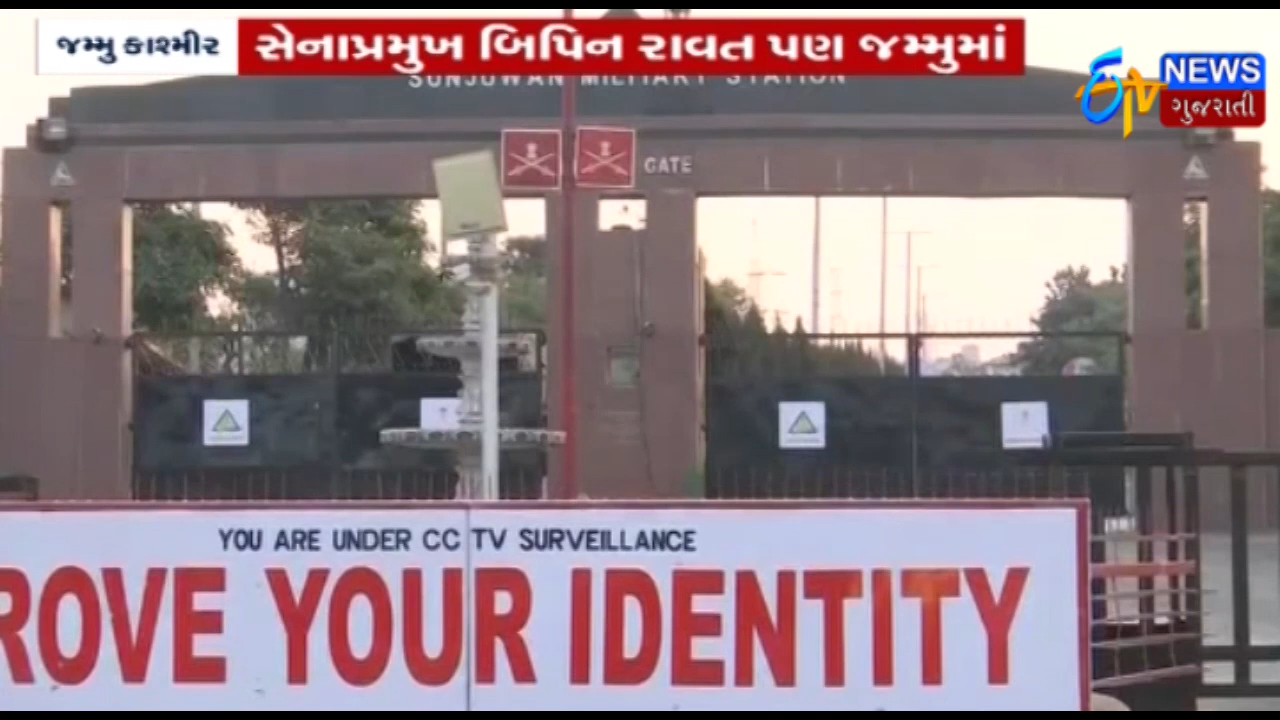 જમ્મુ કાશ્મીર
સેનાપ્રમુખ બિપિન રાવત પણ જમ્મુમાં
SUNJUWAN MILITARY STATION
ETV NEWS
ગુજરાતી
GATE
YOU ARE UNDER CC TV SURVEILLANCE
ROVE YOUR IDENTITY